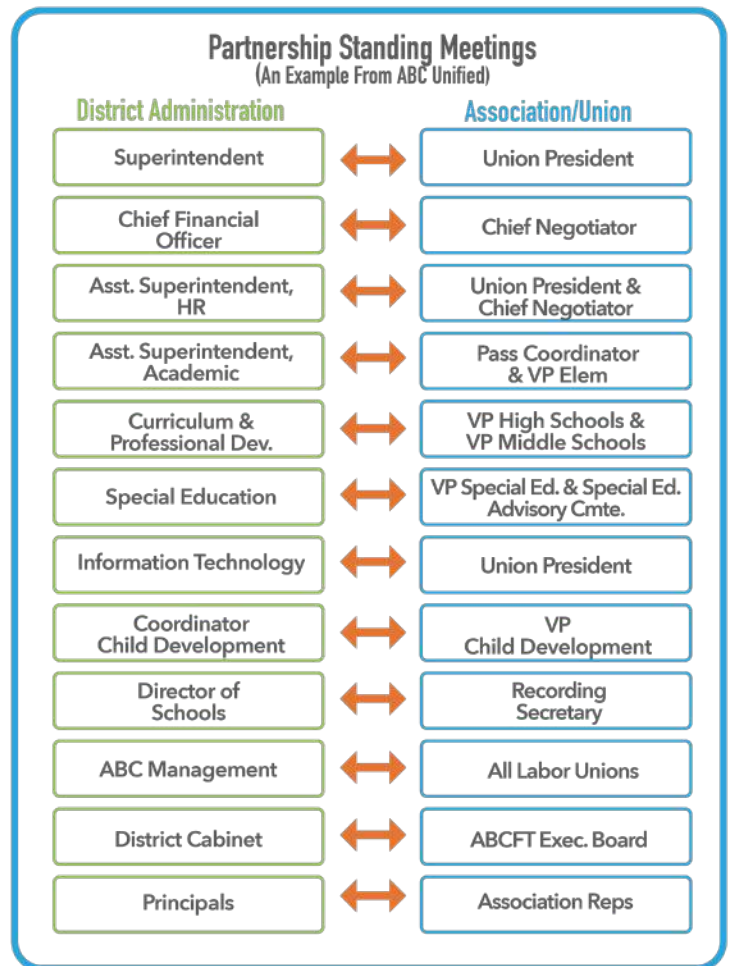 Partnership Standing Meetings
(An Example From ABC Unified)
District Administration
Association/Union
Superintendent
Union President
Chief Financial
Officer
Chief Negotiator
Asst. Superintendent,
HR
Union President &
Chief Negotiator
Asst. Superintendent,
Academic
Pass Coordinator
& VP Elem
Curriculum &
Professional Dev.
VP High Schools &
VP Middle Schools
Special Education
VP Special Ed. & Special Ed.
Advisory Cmte.
Information Technology
Union President
Coordinator
Child Development
VP
Child Development
Director of
Schools
Recording
Secretary
ABC Management
All Labor Unions
District Cabinet
ABCFT Exec. Board
Principals
Association Reps